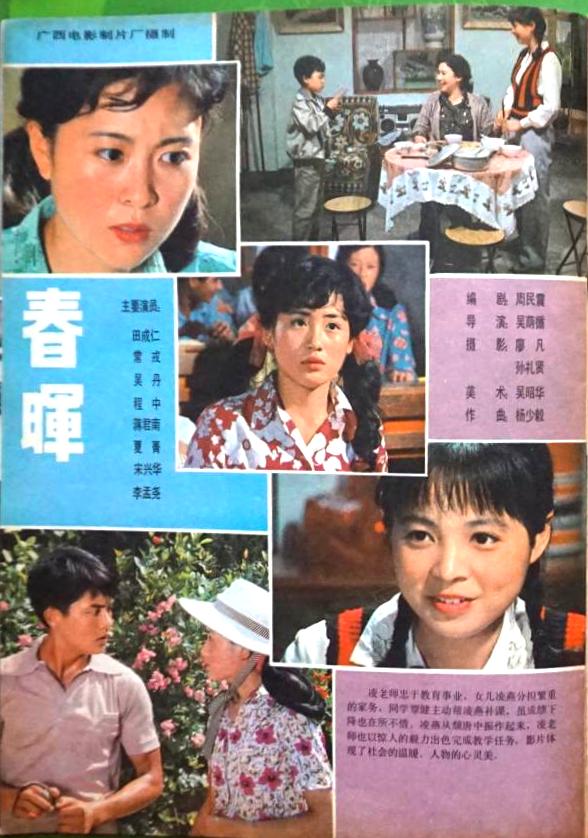 广西电影制片厂摄制
春晖
主要演员:
田成仁
常戎
吴丹
程中
蒋君南
夏菁
宋兴华
李孟尧
编剧:周民震
导演:吴荫循
摄影:廖凡
孙礼贤
美术:吴昭华
作曲:杨少毅
凌老师忠于教育事业,女儿凌燕分担繁重
的家务,同学覃健主动帮凌燕补课,虽成绩下
降也在所不惜。凌燕从颓唐中振作起来,凌老
师也以惊人的毅力出色完成教学任务。影片体
现了社会的温暖、人物的心灵美。